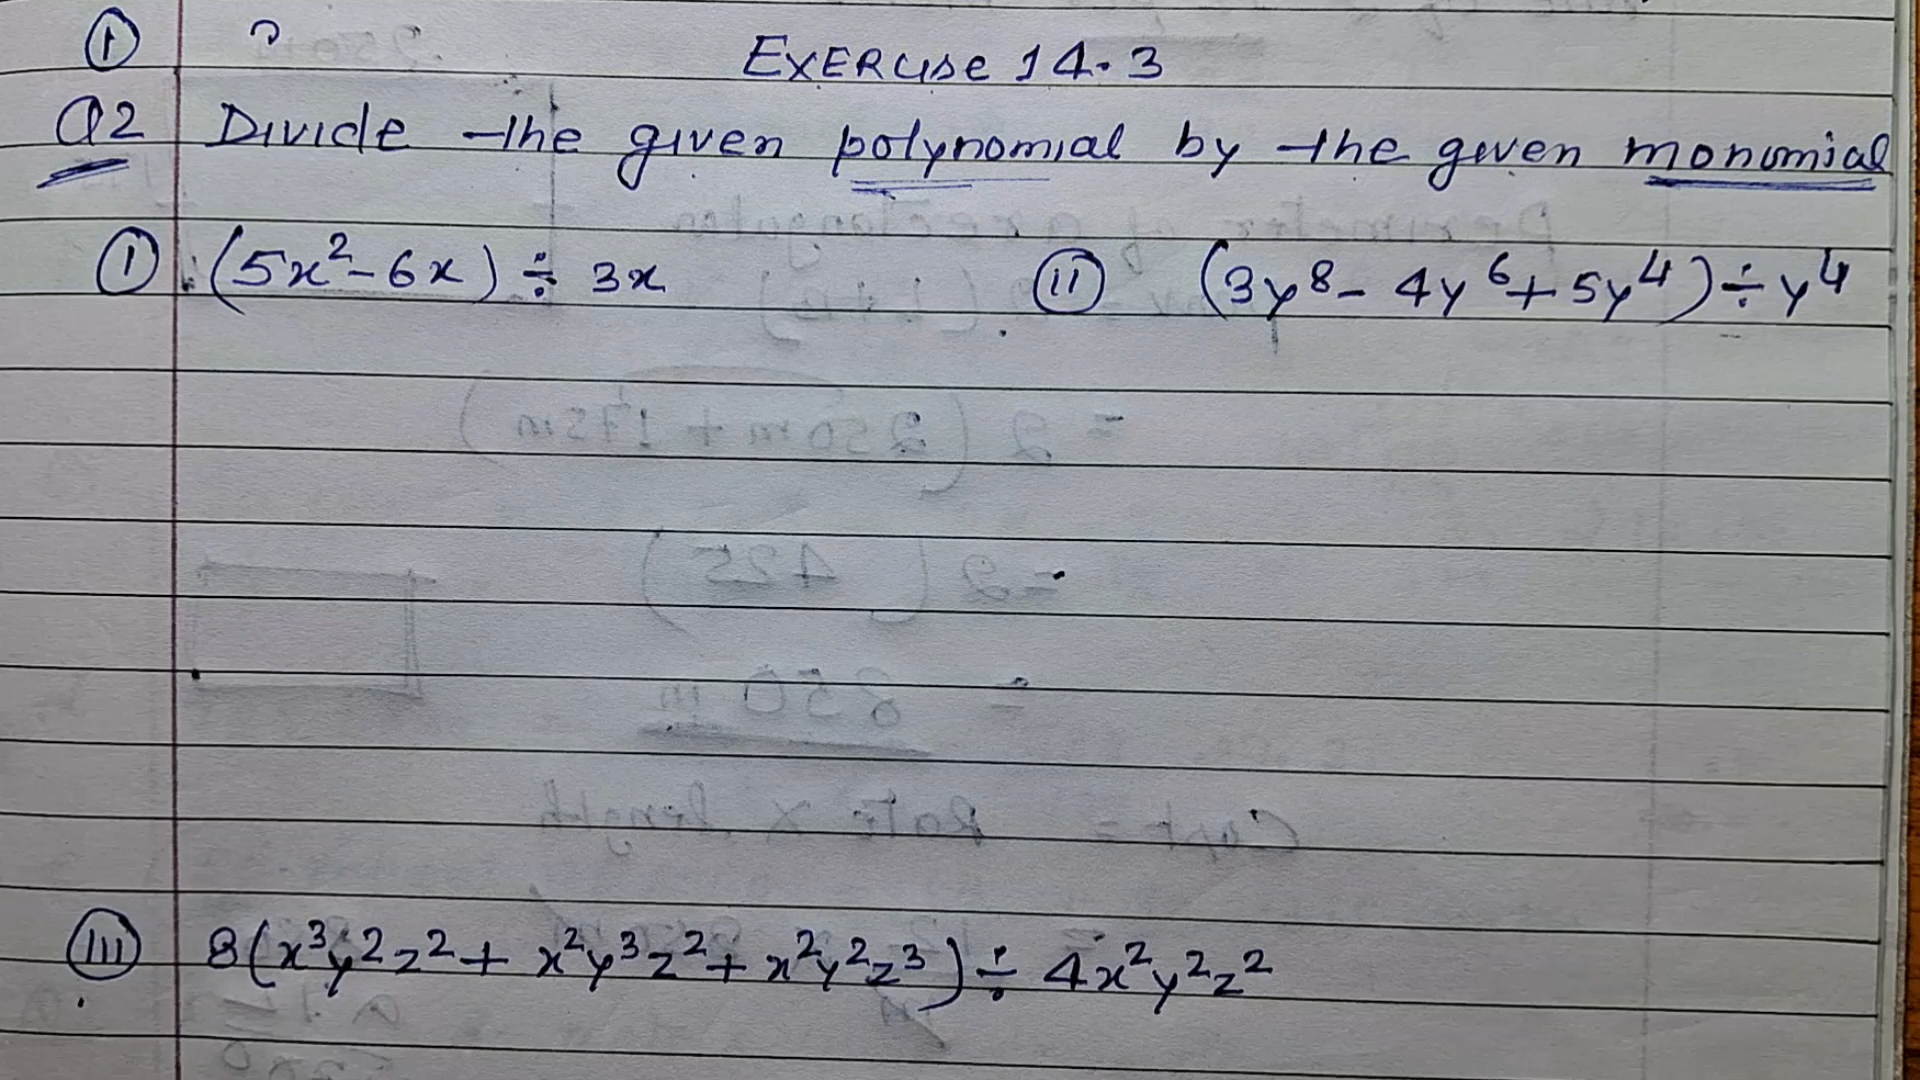 ① ?
EXERCISE 14.3
Q2 Divide the given polynomial by the given monomial
Ⓘ (5x²-6x) ÷ 3x
ⓘⓘ (3y⁸- 4y⁶+5y⁴)÷y⁴
ⓘⓘⓘ 8(x³y²z²+ x²y³z²+ x²y²z³)÷ 4x²y²z²